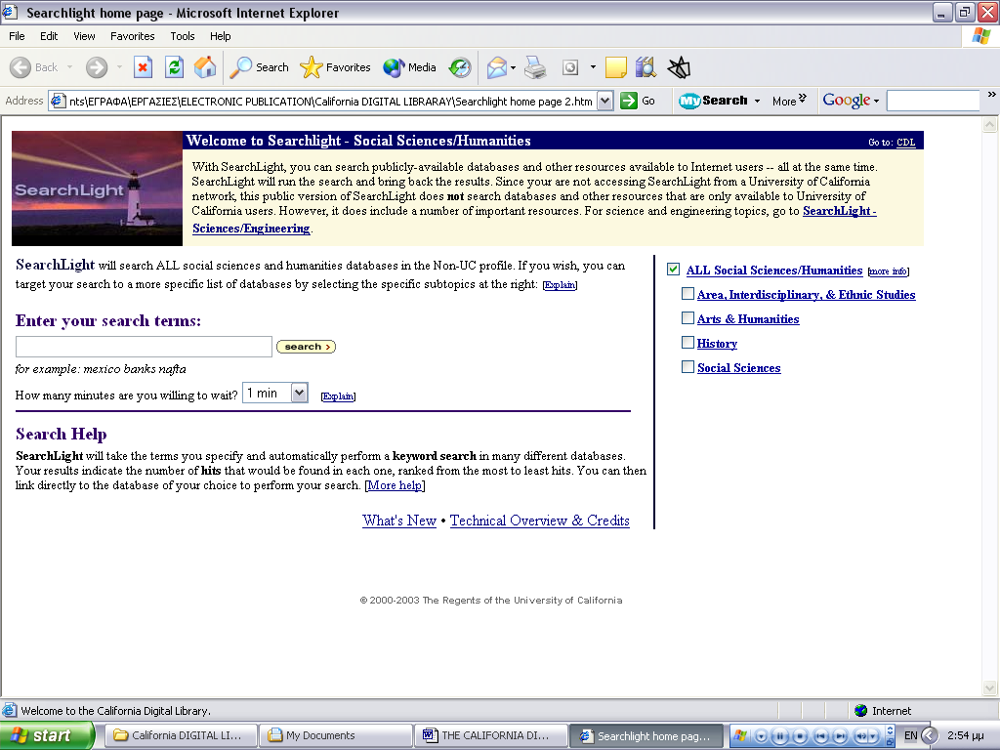 Searchlight home page - Microsoft Internet Explorer
File Edit View Favorites Tools Help
Back Search Favorites Media
Address nts\ΕΓΡΑΦΑ\ΕΡΓΑΣΙΕΣ\ELECTRONIC PUBLICATION\California DIGITAL LIBRARAY\Searchlight home page 2.htm Go My Search More » Google »
SearchLight
Welcome to Searchlight - Social Sciences/Humanities Go to: CDL
With SearchLight, you can search publicly-available databases and other resources available to Internet users -- all at the same time.
SearchLight will run the search and bring back the results. Since your are not accessing SearchLight from a University of California
network, this public version of SearchLight does not search databases and other resources that are only available to University of
California users. However, it does include a number of important resources. For science and engineering topics, go to SearchLight -
Sciences/Engineering.
SearchLight will search ALL social sciences and humanities databases in the Non-UC profile. If you wish, you can
target your search to a more specific list of databases by selecting the specific subtopics at the right: [Explain]
Enter your search terms:
search >
for example: mexico banks nafta
How many minutes are you willing to wait? 1 min [Explain]
Search Help
SearchLight will take the terms you specify and automatically perform a keyword search in many different databases.
Your results indicate the number of hits that would be found in each one, ranked from the most to least hits. You can then
link directly to the database of your choice to perform your search. [More help]
What's New • Technical Overview & Credits
ALL Social Sciences/Humanities [more info]
Area, Interdisciplinary, & Ethnic Studies
Arts & Humanities
History
Social Sciences
© 2000-2003 The Regents of the University of California
Welcome to the California Digital Library. Internet
start California DIGITAL LI... My Documents THE CALIFORNIA DI... Searchlight home pag... EN 2:54 μμ